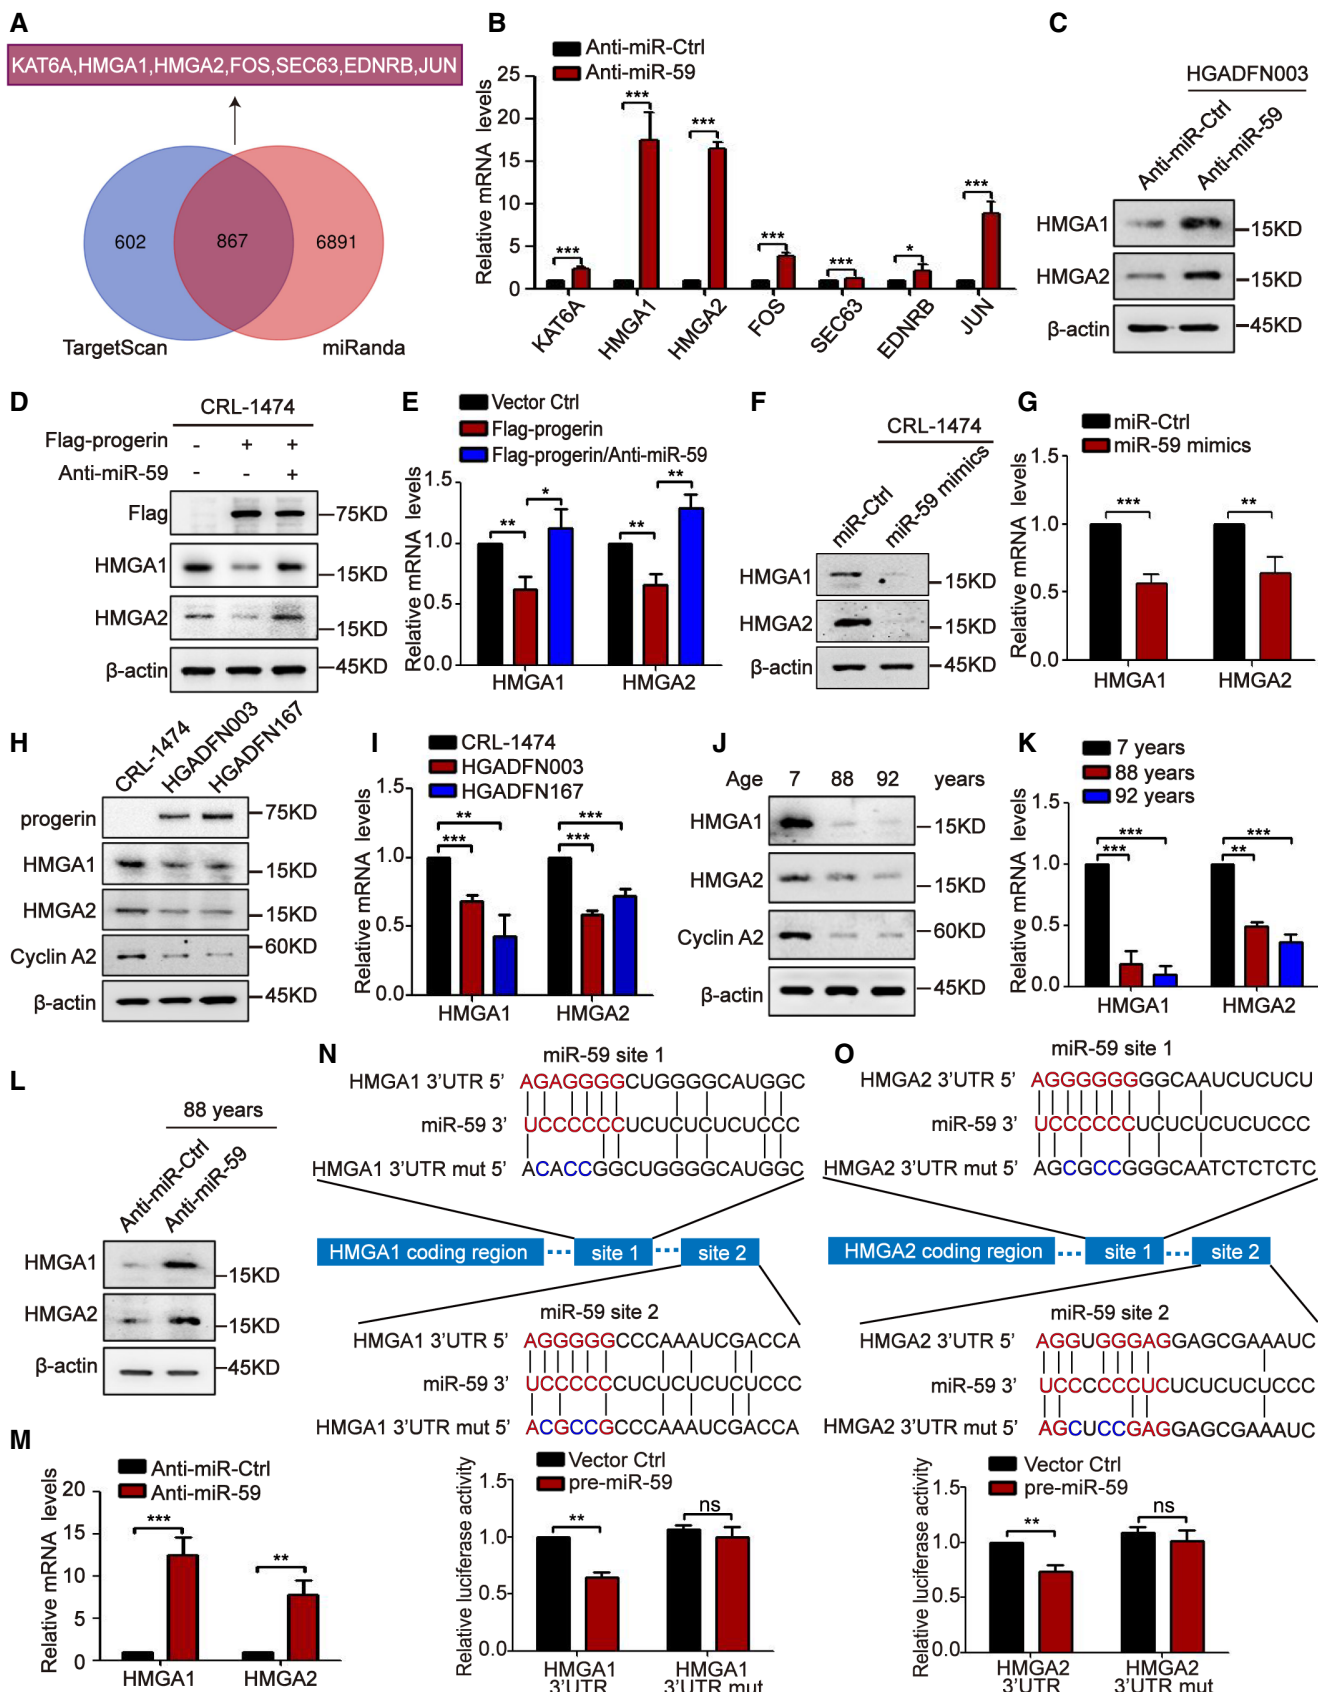 A
KAT6A,HMGA1,HMGA2,FOS,SEC63,EDNRB,JUN
602
867
6891
TargetScan
miRanda
B
Anti-miR-Ctrl
Anti-miR-59
Relative mRNA levels
25
20
15
10
5
0
***
***
***
***
***
*
***
KAT6A
HMGA1
HMGA2
FOS
SEC63
EDNRB
JUN
C
HGADFN003
Anti-miR-Ctrl
Anti-miR-59
HMGA1
15KD
HMGA2
15KD
β-actin
45KD
D
CRL-1474
Flag-progerin - + +
Anti-miR-59 - - +
Flag
75KD
HMGA1
15KD
HMGA2
15KD
β-actin
45KD
E
Vector Ctrl
Flag-progerin
Flag-progerin/Anti-miR-59
Relative mRNA levels
1.5
1.0
0.5
0.0
** *
** **
HMGA1
HMGA2
F
CRL-1474
miR-Ctrl
miR-59 mimics
HMGA1
15KD
HMGA2
15KD
β-actin
45KD
G
miR-Ctrl
miR-59 mimics
Relative mRNA levels
1.5
1.0
0.5
0.0
***
**
HMGA1
HMGA2
H
CRL-1474
HGADFN003
HGADFN167
progerin
75KD
HMGA1
15KD
HMGA2
15KD
Cyclin A2
60KD
β-actin
45KD
I
CRL-1474
HGADFN003
HGADFN167
Relative mRNA levels
1.5
1.0
0.5
0.0
**
***
***
***
HMGA1
HMGA2
J
Age 7 88 92 years
HMGA1
15KD
HMGA2
15KD
Cyclin A2
60KD
β-actin
45KD
K
7 years
88 years
92 years
Relative mRNA levels
1.5
1.0
0.5
0.0
***
***
***
**
HMGA1
HMGA2
L
88 years
Anti-miR-Ctrl
Anti-miR-59
HMGA1
15KD
HMGA2
15KD
β-actin
45KD
M
Anti-miR-Ctrl
Anti-miR-59
Relative mRNA levels
20
15
10
5
0
***
**
HMGA1
HMGA2
N
miR-59 site 1
HMGA1 3'UTR 5' AGAGGGGCUGGGGCAUGGC
miR-59 3' UCCCCCCUCUCUCUCUCCC
HMGA1 3'UTR mut 5' ACACCGGCUGGGGCAUGGC
HMGA1 coding region
site 1
site 2
miR-59 site 2
HMGA1 3'UTR 5' AGGGGGCCCAAAUCGACCA
miR-59 3' UCCCCCCUCUCUCUCUCCC
HMGA1 3'UTR mut 5' ACGCCGCCCAAAUCGACCA
Vector Ctrl
pre-miR-59
Relative luciferase activity
1.5
1.0
0.5
0.0
**
ns
HMGA1
3'UTR
HMGA1
3'UTR mut
O
miR-59 site 1
HMGA2 3'UTR 5' AGGGGGGGGCAAUCUCUCU
miR-59 3' UCCCCCCUCUCUCUCUCCC
HMGA2 3'UTR mut 5' AGCGCCGGGCAATCTCTCTC
HMGA2 coding region
site 1
site 2
miR-59 site 2
HMGA2 3'UTR 5' AGGUGGGAGGAGCGAAAUC
miR-59 3' UCCCCCCUCUCUCUCUCCC
HMGA2 3'UTR mut 5' AGCUCCGAGGAGCGAAAUC
Vector Ctrl
pre-miR-59
Relative luciferase activity
1.5
1.0
0.5
0.0
**
ns
HMGA2
3'UTR
HMGA2
3'UTR mut